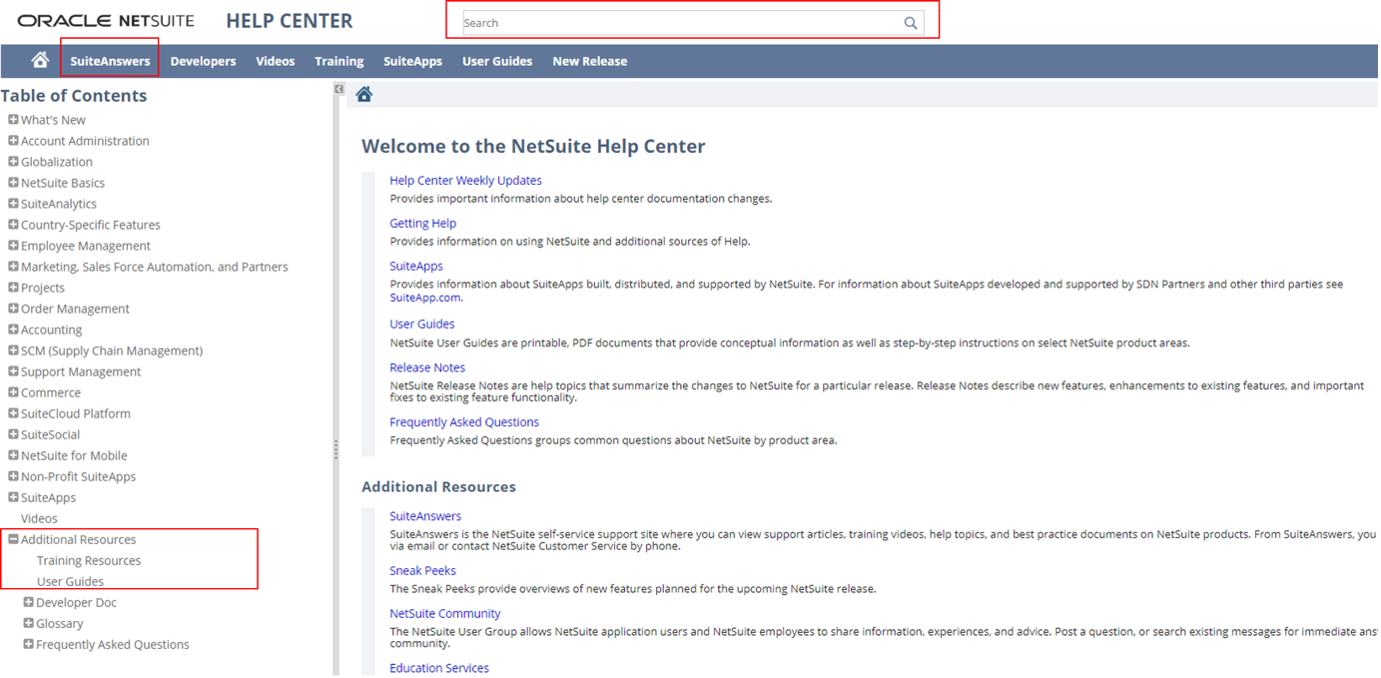 ORACLE NETSUITE HELP CENTER
Search
SuiteAnswers Developers Videos Training SuiteApps User Guides New Release
Table of Contents
What's New
Account Administration
Globalization
NetSuite Basics
SuiteAnalytics
Country-Specific Features
Employee Management
Marketing, Sales Force Automation, and Partners
Projects
Order Management
Accounting
SCM (Supply Chain Management)
Support Management
Commerce
SuiteCloud Platform
SuiteSocial
NetSuite for Mobile
Non-Profit SuiteApps
SuiteApps
Videos
Additional Resources
Training Resources
User Guides
Developer Doc
Glossary
Frequently Asked Questions
Welcome to the NetSuite Help Center
Help Center Weekly Updates
Provides important information about help center documentation changes.
Getting Help
Provides information on using NetSuite and additional sources of Help.
SuiteApps
Provides information about SuiteApps built, distributed, and supported by NetSuite. For information about SuiteApps developed and supported by SDN Partners and other third parties see
SuiteApp.com.
User Guides
NetSuite User Guides are printable, PDF documents that provide conceptual information as well as step-by-step instructions on select NetSuite product areas.
Release Notes
NetSuite Release Notes are help topics that summarize the changes to NetSuite for a particular release. Release Notes describe new features, enhancements to existing features, and important
fixes to existing feature functionality.
Frequently Asked Questions
Frequently Asked Questions groups common questions about NetSuite by product area.
Additional Resources
SuiteAnswers
SuiteAnswers is the NetSuite self-service support site where you can view support articles, training videos, help topics, and best practice documents on NetSuite products. From SuiteAnswers, you
via email or contact NetSuite Customer Service by phone.
Sneak Peeks
The Sneak Peeks provide overviews of new features planned for the upcoming NetSuite release.
NetSuite Community
The NetSuite User Group allows NetSuite application users and NetSuite employees to share information, experiences, and advice. Post a question, or search existing messages for immediate
community.
Education Services